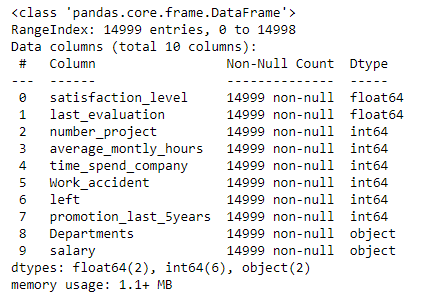 <class 'pandas.core.frame.DataFrame'>
RangeIndex: 14999 entries, 0 to 14998
Data columns (total 10 columns):
 #   Column                 Non-Null Count  Dtype
---  ------                 --------------  -----
 0   satisfaction_level     14999 non-null  float64
 1   last_evaluation        14999 non-null  float64
 2   number_project         14999 non-null  int64
 3   average_montly_hours   14999 non-null  int64
 4   time_spend_company     14999 non-null  int64
 5   Work_accident          14999 non-null  int64
 6   left                   14999 non-null  int64
 7   promotion_last_5years  14999 non-null  int64
 8   Departments            14999 non-null  object
 9   salary                 14999 non-null  object
dtypes: float64(2), int64(6), object(2)
memory usage: 1.1+ MB